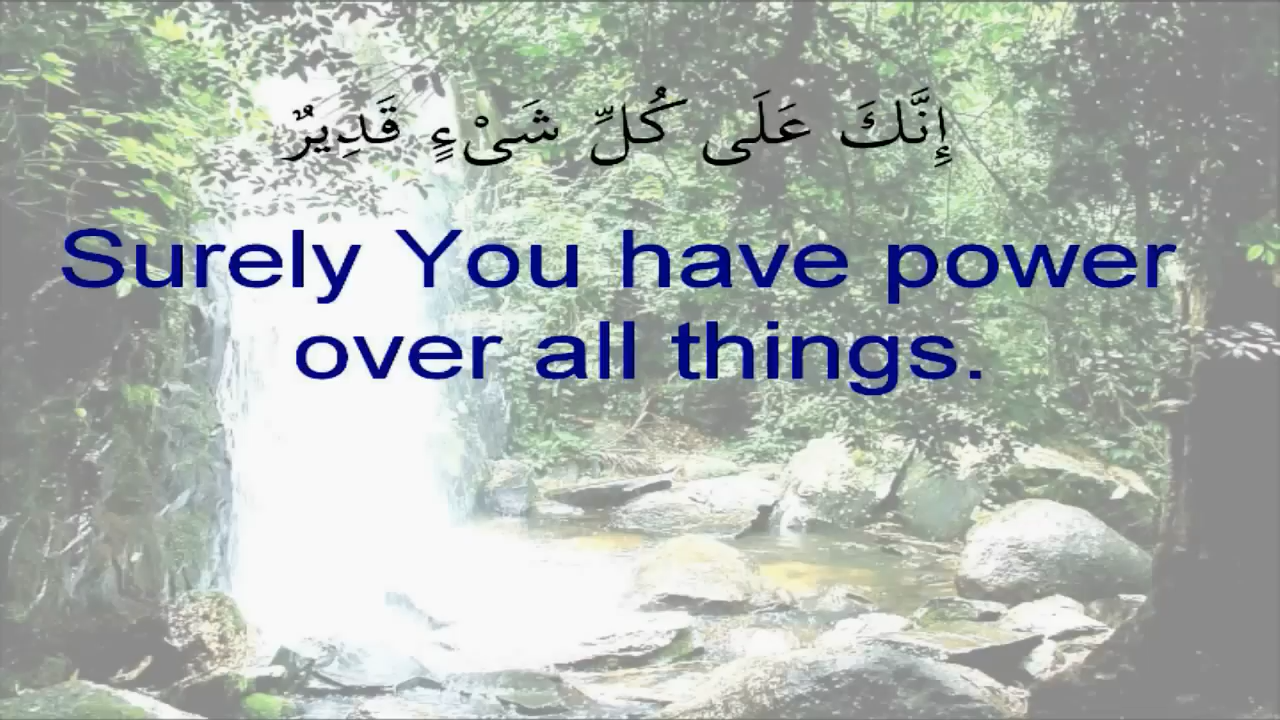 إِنَّكَ عَلَى كُلِّ شَىْءٍ قَدِيرٌ
Surely You have power
over all things.